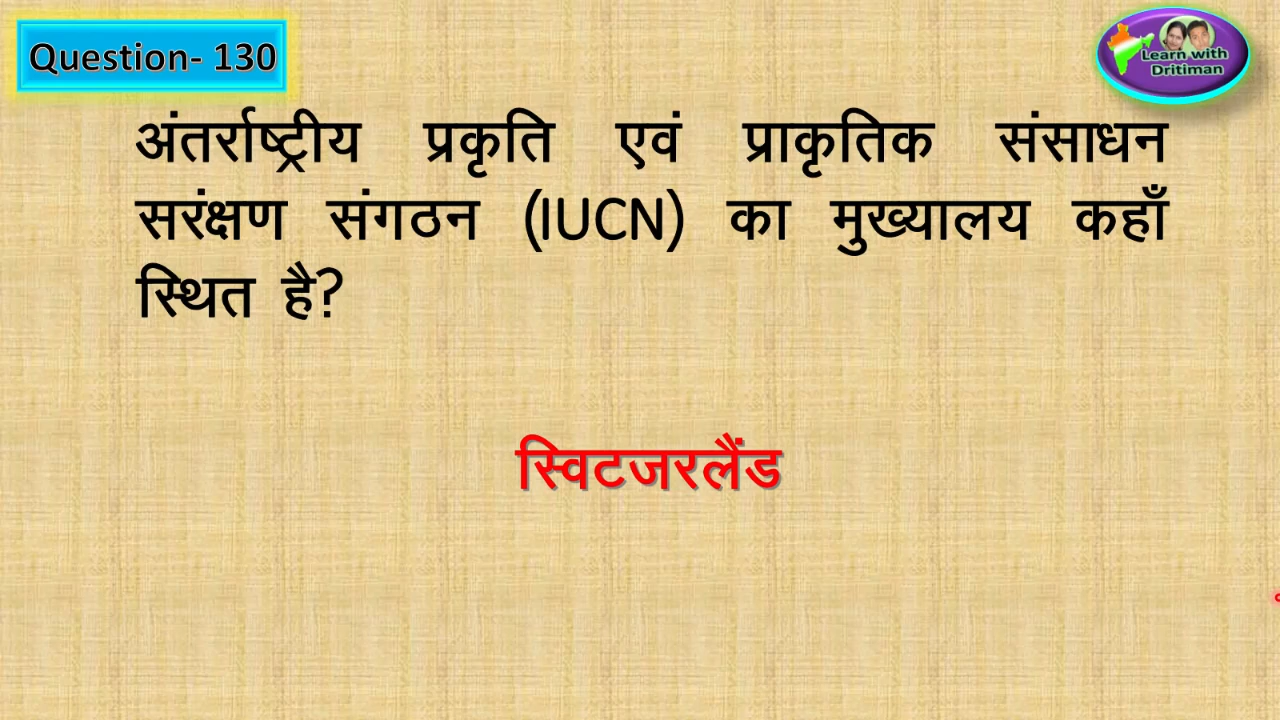 Question- 130
Learn with
Dritiman
अंतर्राष्ट्रीय प्रकृति एवं प्राकृतिक संसाधन
सरंक्षण संगठन (IUCN) का मुख्यालय कहाँ
स्थित है?
स्विटजरलैंड